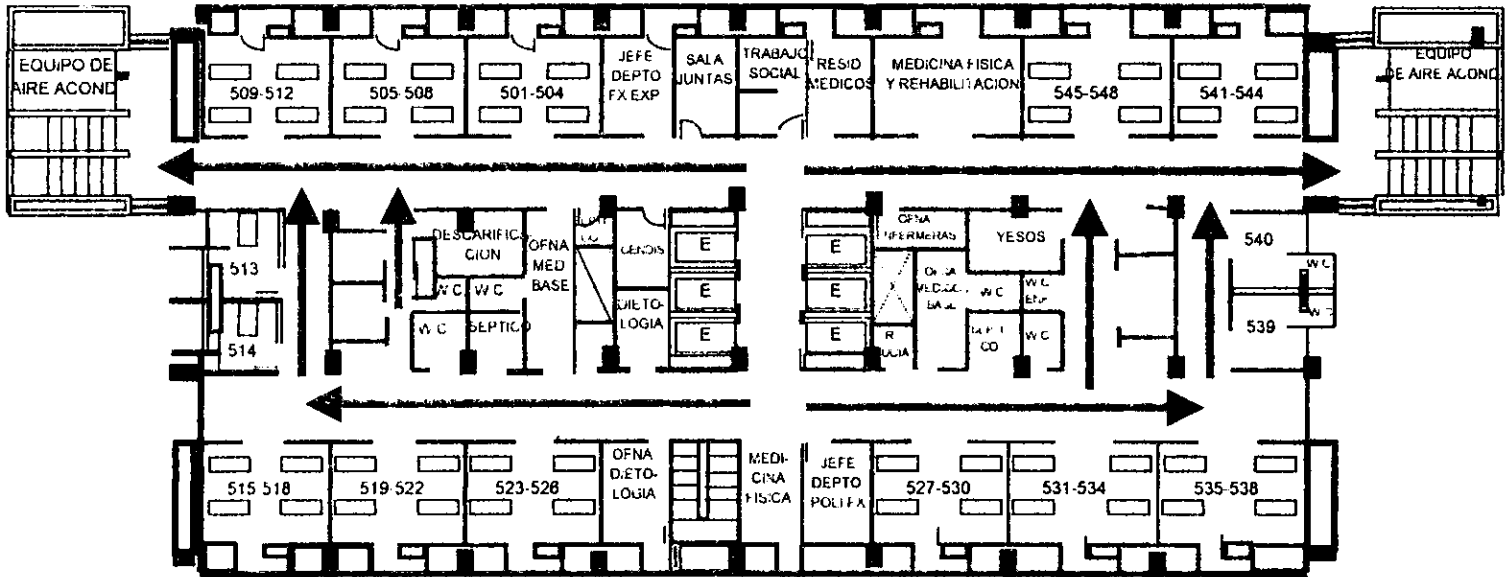 EQUIPO DE
AIRE ACOND
509-512
505-508
501-504
JEFE
DEPTO
FX EXP
SALA
JUNTAS
TRABAJO
SOCIAL
RESID
MEDICOS
MEDICINA FISICA
Y REHABILITACION
545-548
541-544
EQUIPO
DE AIRE ACOND
513
514
DESCARIFICA
CION
W C
W C
W C
SEPTICO
OFNA
MED
BASE
CENDIS
DIETO-
LOGIA
E
E
E
E
E
E
OFNA
ENFERMERAS
OFNA
MEDICOS
BASE
YESOS
W C
W C
W C
540
W C
539
515-518
519-522
523-526
OFNA
DIETO-
LOGIA
MEDI-
CINA
FISICA
JEFE
DEPTO
POLI FX
527-530
531-534
535-538